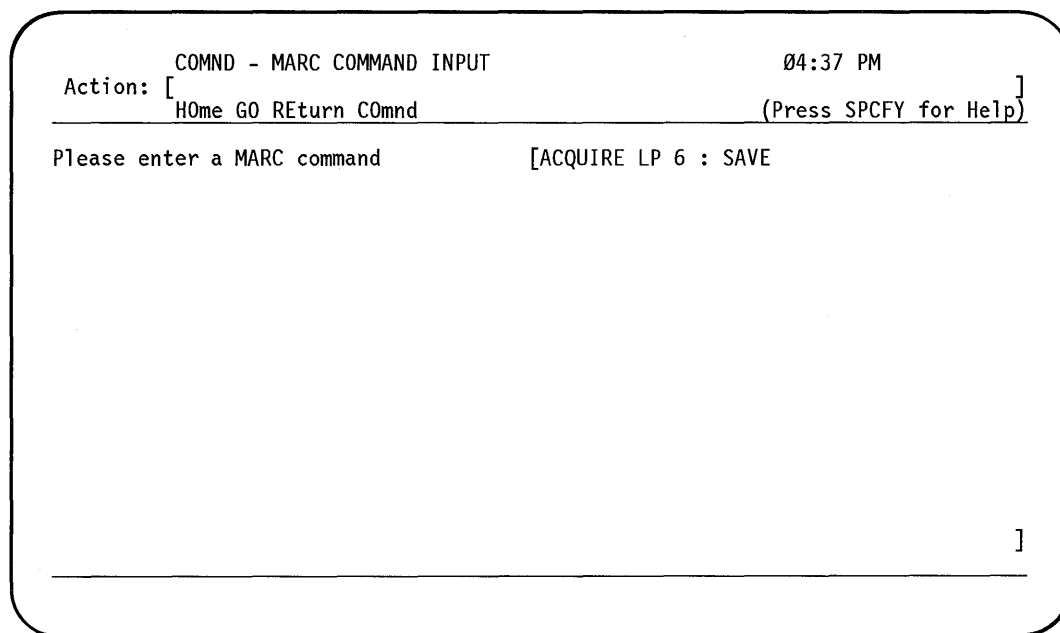 COMND - MARC COMMAND INPUT Ø4:37 PM
Action: [ ]
HOme GO REturn COmnd (Press SPCFY for Help)
Please enter a MARC command [ACQUIRE LP 6 : SAVE
]